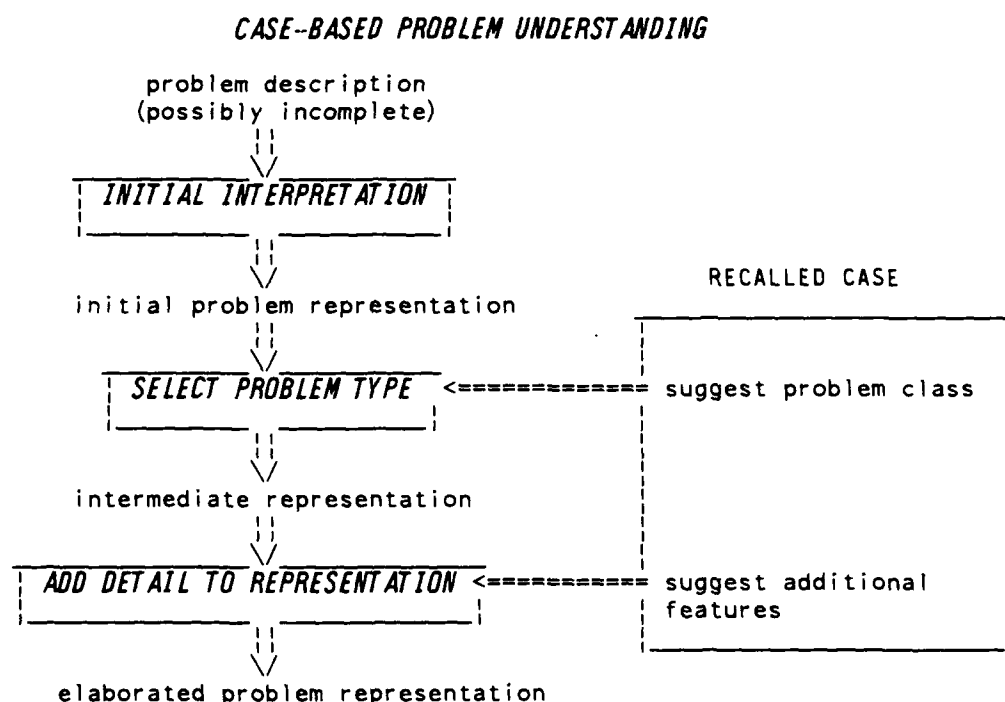 CASE--BASED PROBLEM UNDERSTANDING
problem description
(possibly incomplete)
INITIAL INTERPRETATION
initial problem representation
RECALLED CASE
SELECT PROBLEM TYPE
<============ suggest problem class
intermediate representation
ADD DETAIL TO REPRESENTATION
<========== suggest additional
features
elaborated problem representation